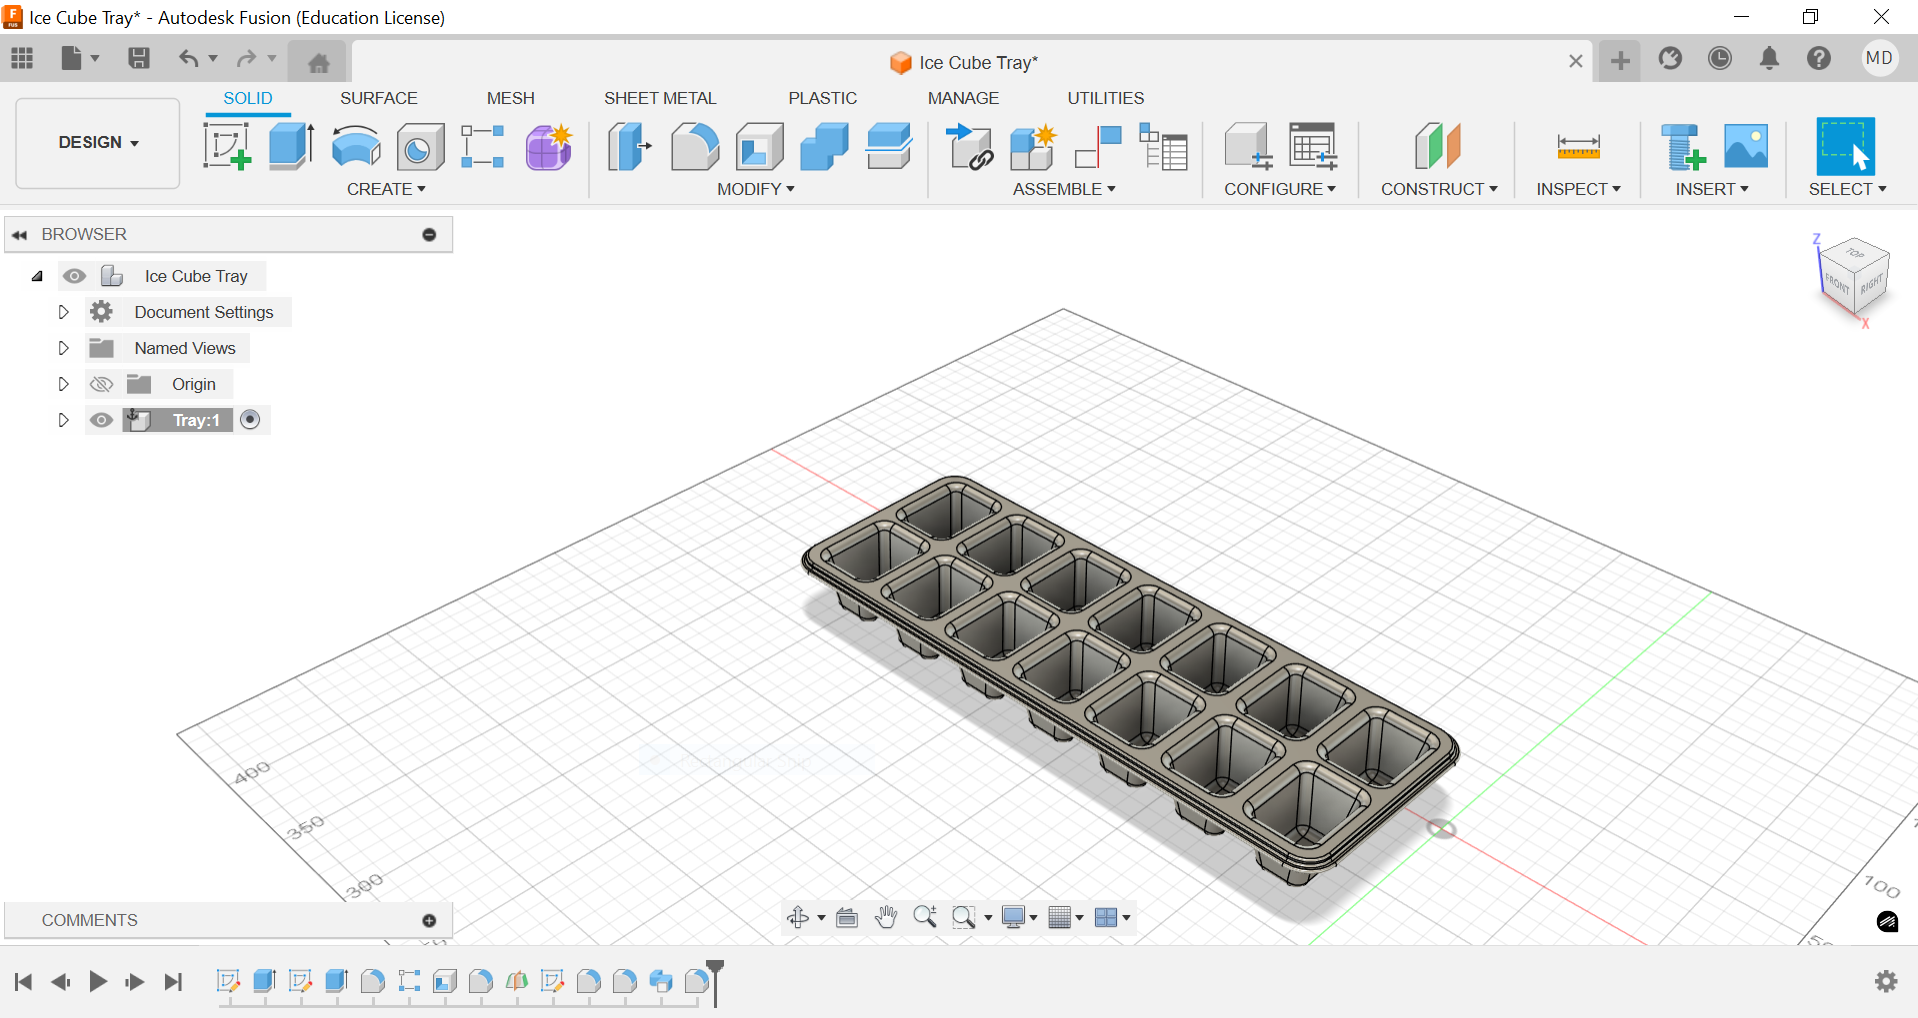 Ice Cube Tray* - Autodesk Fusion (Education License)
Ice Cube Tray*
MD
SOLID SURFACE MESH SHEET METAL PLASTIC MANAGE UTILITIES
DESIGN
CREATE MODIFY ASSEMBLE CONFIGURE CONSTRUCT INSPECT INSERT SELECT
BROWSER
Ice Cube Tray
Document Settings
Named Views
Origin
Tray:1
Z
TOP
FRONT
RIGHT
X
400
350
300
100
COMMENTS